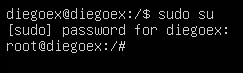 diegoex@diegoex:/$ sudo su
[sudo] password for diegoex:
root@diegoex:/#